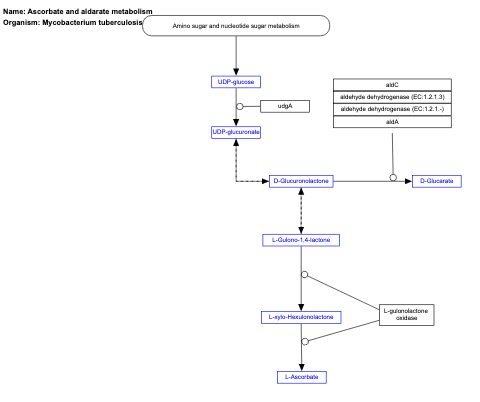 Name: Ascorbate and aldarate metabolism
Organism: Mycobacterium tuberculosis
Amino sugar and nucleotide sugar metabolism
UDP-glucose
aldC
aldehyde dehydrogenase (EC:1.2.1.3)
aldehyde dehydrogenase (EC:1.2.1.-)
aldA
udgA
UDP-glucuronate
D-Glucuronolactone
D-Glucarate
L-Gulono-1,4-lactone
L-gulonolactone
oxidase
L-xylo-Hexulonolactone
L-Ascorbate